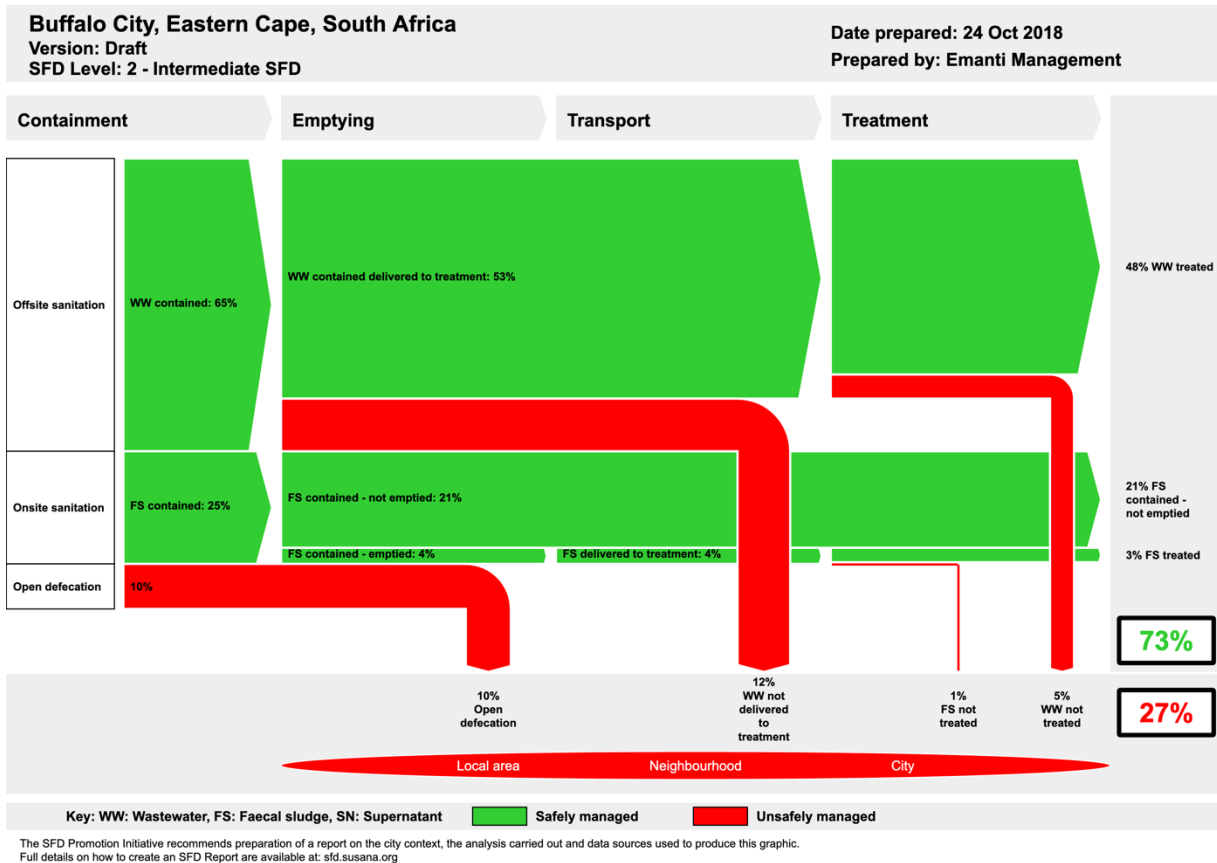 Buffalo City, Eastern Cape, South Africa
Version: Draft
SFD Level: 2 - Intermediate SFD
Date prepared: 24 Oct 2018
Prepared by: Emanti Management
Containment
Emptying
Transport
Treatment
Offsite sanitation
WW contained: 65%
WW contained delivered to treatment: 53%
48% WW treated
Onsite sanitation
FS contained: 25%
FS contained - not emptied: 21%
21% FS
contained -
not emptied
FS contained - emptied: 4%
FS delivered to treatment: 4%
3% FS treated
Open defecation
10%
73%
10%
Open
defecation
12%
WW not
delivered
to
treatment
1%
FS not
treated
5%
WW not
treated
27%
Local area
Neighbourhood
City
Key: WW: Wastewater, FS: Faecal sludge, SN: Supernatant
Safely managed
Unsafely managed
The SFD Promotion Initiative recommends preparation of a report on the city context, the analysis carried out and data sources used to produce this graphic.
Full details on how to create an SFD Report are available at: sfd.susana.org